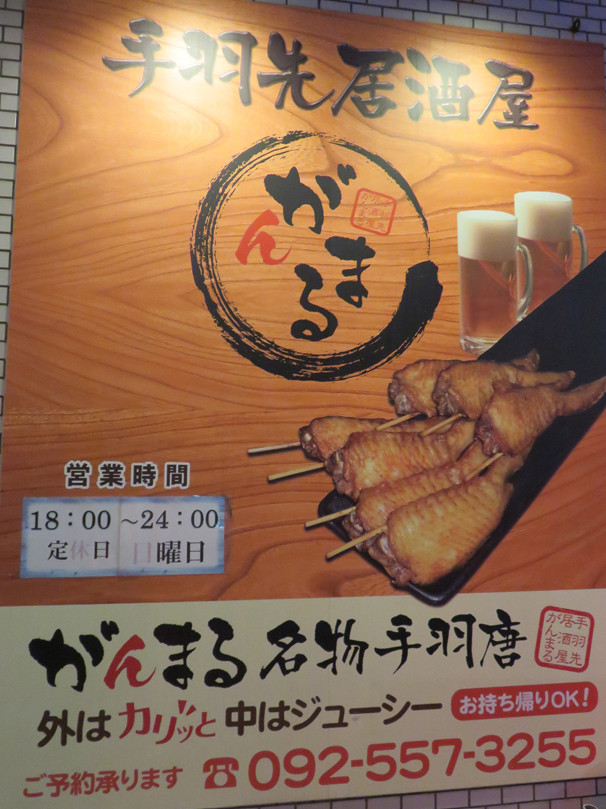 手羽先居酒屋
がんまる
営業時間
18：00～24：00
定休日 日曜日
がんまる名物手羽唐
手羽先居酒屋がんまる
外はカリッと中はジューシー
お持ち帰りOK！
ご予約承ります
☎092-557-3255